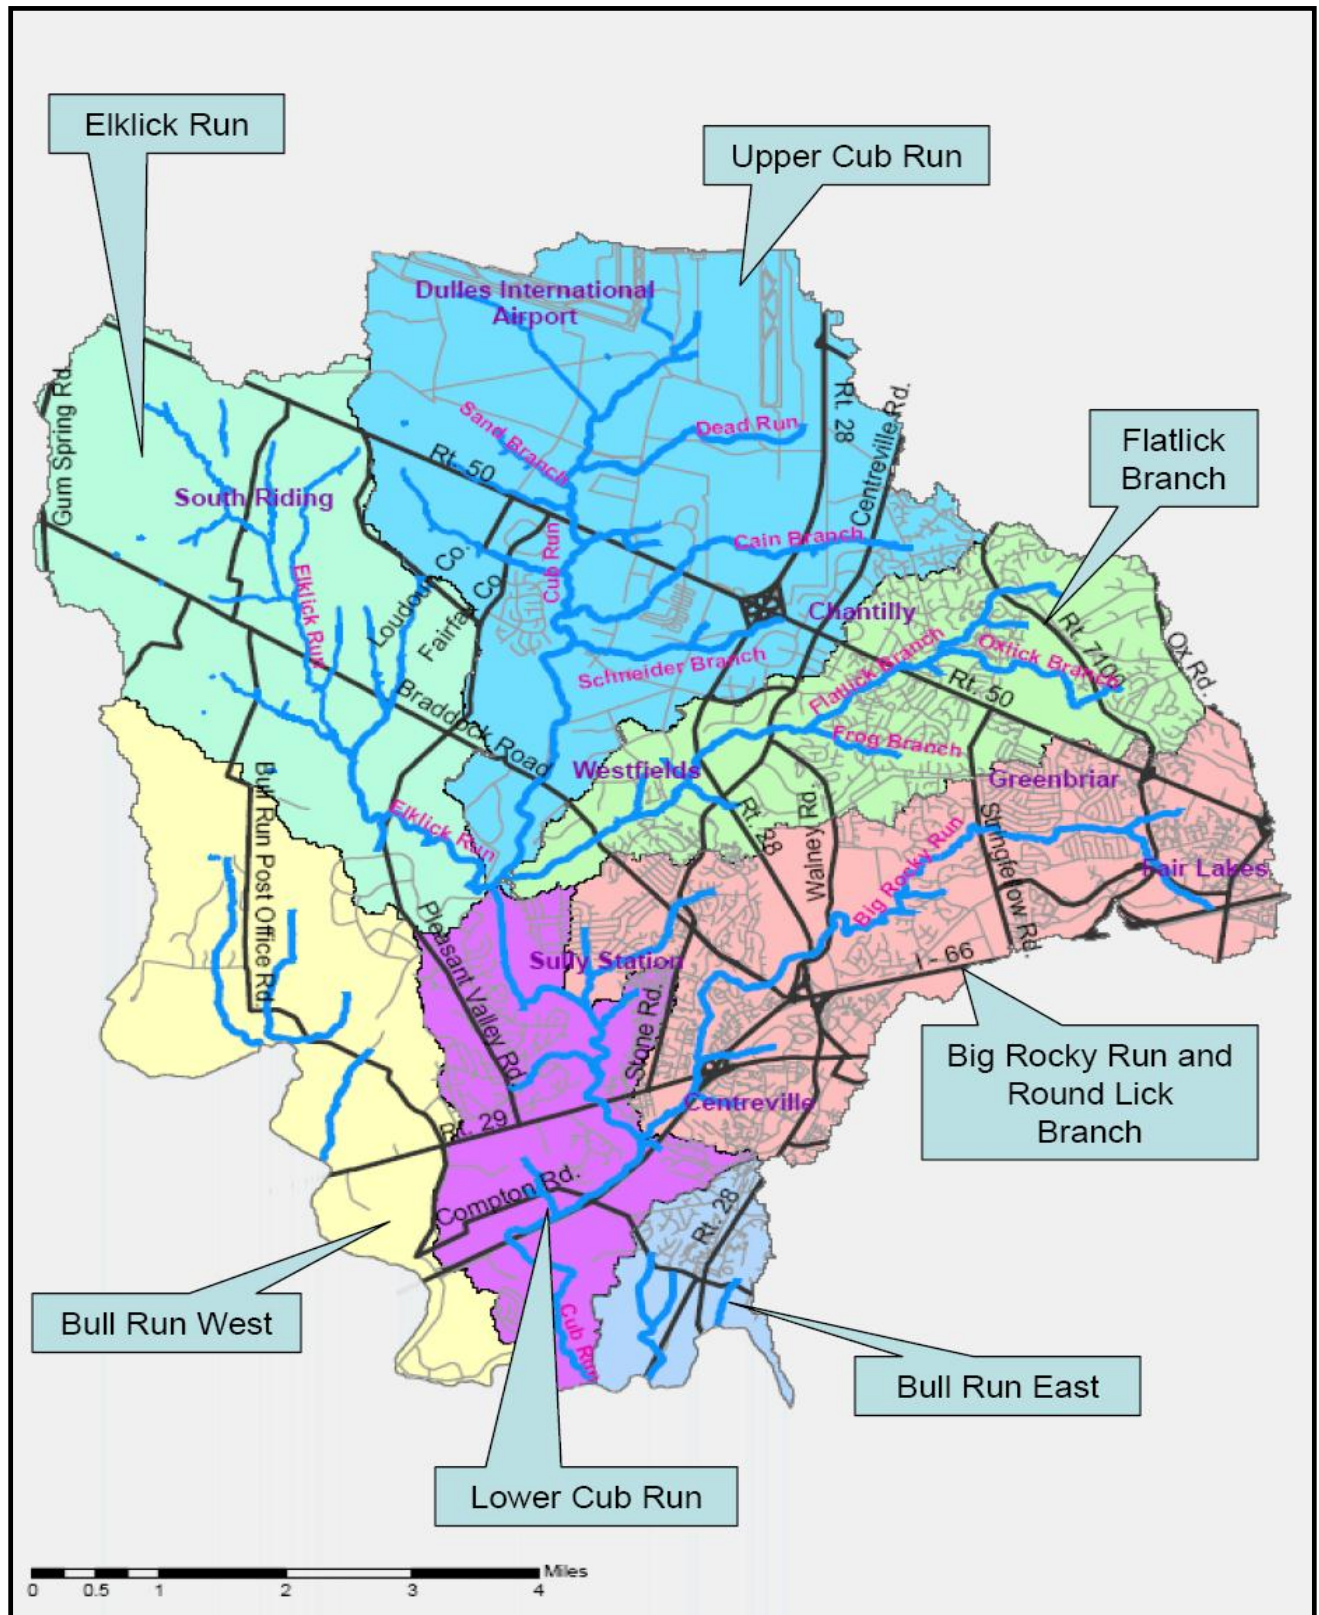 Elklick Run
Upper Cub Run
Dulles International
Airport
Gum Spring Rd.
Rt. 28
Centreville Rd.
Sand Branch
Dead Run
Flatlick
Branch
Rt. 50
South Riding
Cub Run
Cain Branch
Loudoun Co.
Fairfax Co.
Elklick Run
Chantilly
Rt. 7100
Ox Rd.
Flatlick Branch
Oxlick Branch
Schneider Branch
Rt. 50
Braddock Road
Frog Branch
Westfields
Greenbriar
Bull Run Post Office Rd.
Elklick Run
Rt. 28
Walney Rd.
Big Rocky Run
Stringfellow Rd.
Fair Lakes
Pleasant Valley Rd.
Sully Station
I - 66
Stone Rd.
Big Rocky Run and
Round Lick
Branch
Centreville
Rt. 29
Compton Rd.
Rt. 28
Bull Run West
Cub Run
Bull Run East
Lower Cub Run
Miles
0 0.5 1 2 3 4